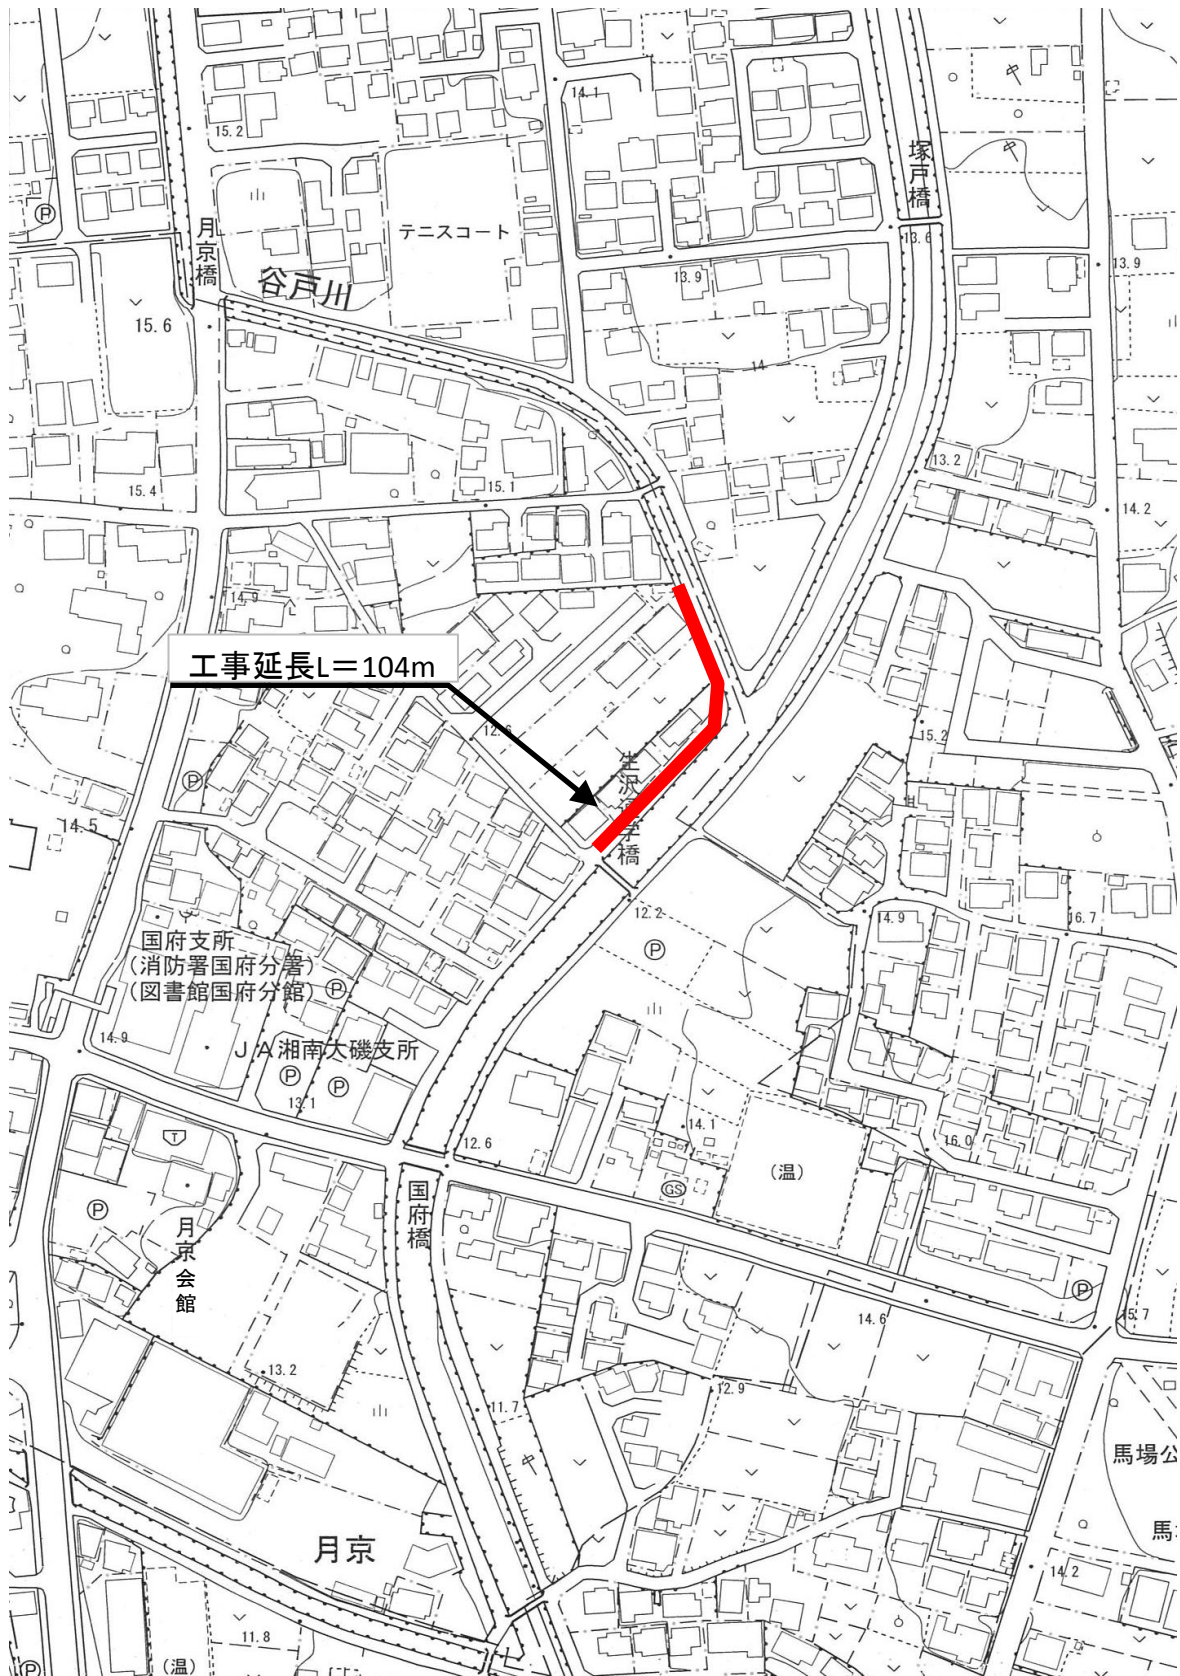 14.1
15.2
塚戸橋
Ⓟ
月京橋
テニスコート
13.6
13.9
13.9
谷戸川
15.6
14
13.2
15.4
15.1
14.2
14.9
工事延長L＝104m
12.6
15.2
生沢通学橋
Ⓟ
14.5
12.2
14.9
16.7
国府支所
(消防署国府分署)
(図書館国府分館)
Ⓟ
Ⓟ
14.9
ＪＡ湘南大磯支所
Ⓟ
Ⓟ
13.1
14.1
12.6
16.0
T
(温)
GS
国府橋
Ⓟ
月京会館
Ⓟ
14.6
15.7
13.2
12.9
11.7
馬場公
馬
月京
14.2
11.8
(温)
Ⓟ